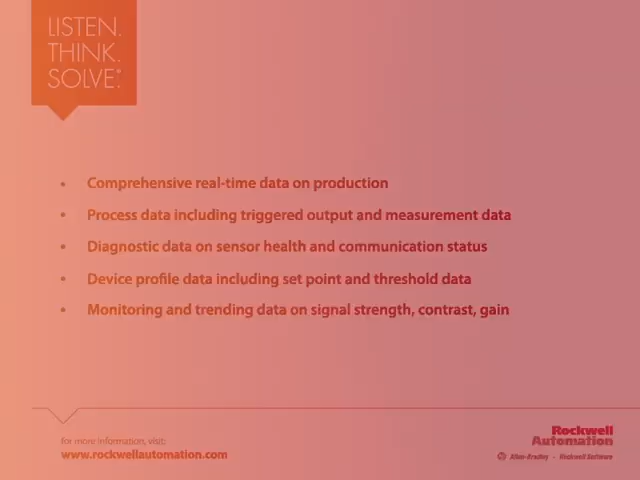 LISTEN.
THINK.
SOLVE.®
• Comprehensive real-time data on production
• Process data including triggered output and measurement data
• Diagnostic data on sensor health and communication status
• Device profile data including set point and threshold data
• Monitoring and trending data on signal strength, contrast, gain
for more information, visit:
www.rockwellautomation.com
Rockwell
Automation
Allen-Bradley • Rockwell Software